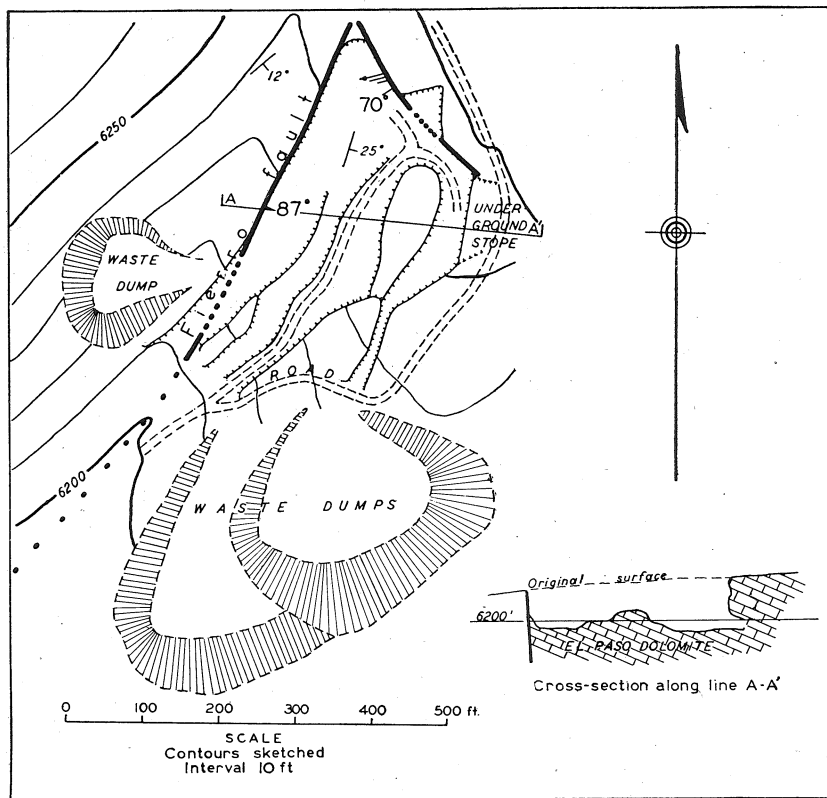 6250
12°
70°
25°
Fierro fault
A
87°
A'
UNDER
GROUND
STOPE
WASTE
DUMP
ROAD
6200
WASTE DUMPS
Original surface
6200'
EL PASO DOLOMITE
Cross-section along line A-A'
0 100 200 300 400 500 ft.
SCALE
Contours sketched
Interval 10 ft